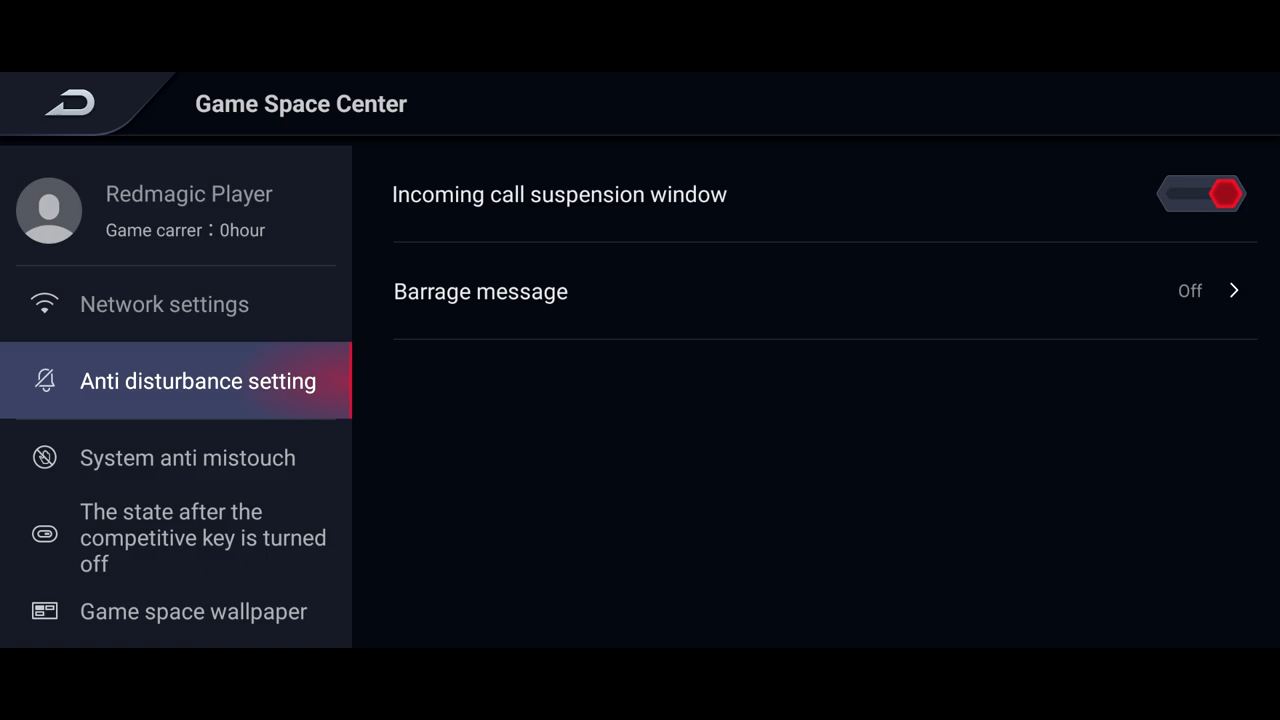 Game Space Center
Redmagic Player
Game carrer：0hour
Network settings
Anti disturbance setting
System anti mistouch
The state after the
competitive key is turned
off
Game space wallpaper
Incoming call suspension window
Barrage message
Off